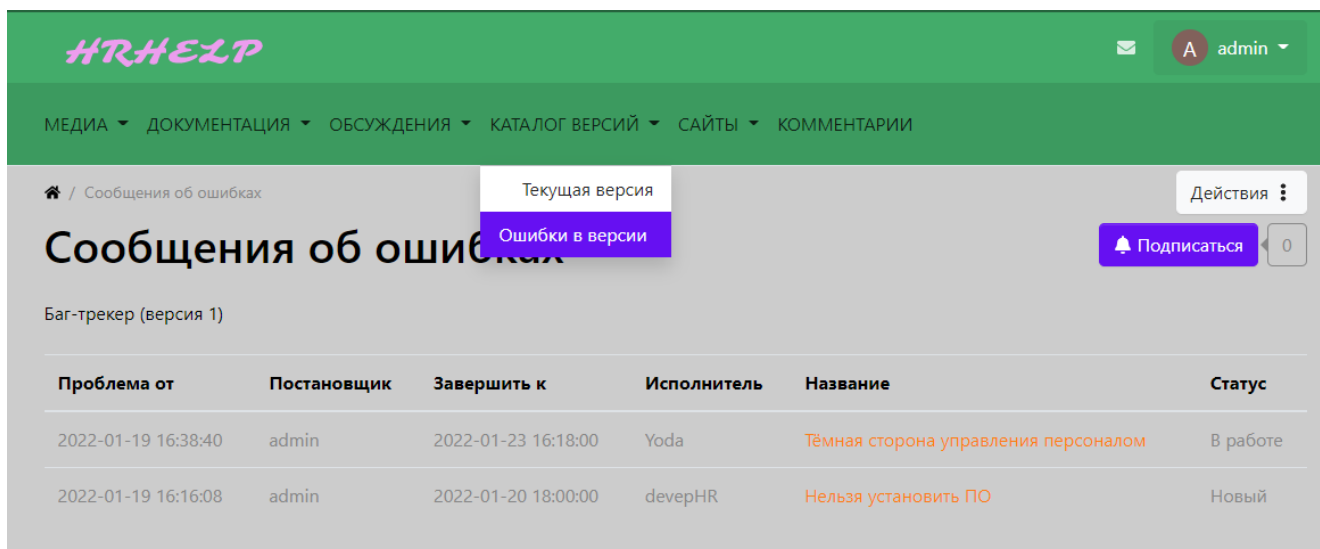 HRHELP
A admin
МЕДИА ДОКУМЕНТАЦИЯ ОБСУЖДЕНИЯ КАТАЛОГ ВЕРСИЙ САЙТЫ КОММЕНТАРИИ
/ Сообщения об ошибках
Текущая версия
Действия
Ошибки в версии
Сообщения об ошибках
Подписаться 0
Баг-трекер (версия 1)
Проблема от Постановщик Завершить к Исполнитель Название Статус
2022-01-19 16:38:40 admin 2022-01-23 16:18:00 Yoda Тёмная сторона управления персоналом В работе
2022-01-19 16:16:08 admin 2022-01-20 18:00:00 devepHR Нельзя установить ПО Новый